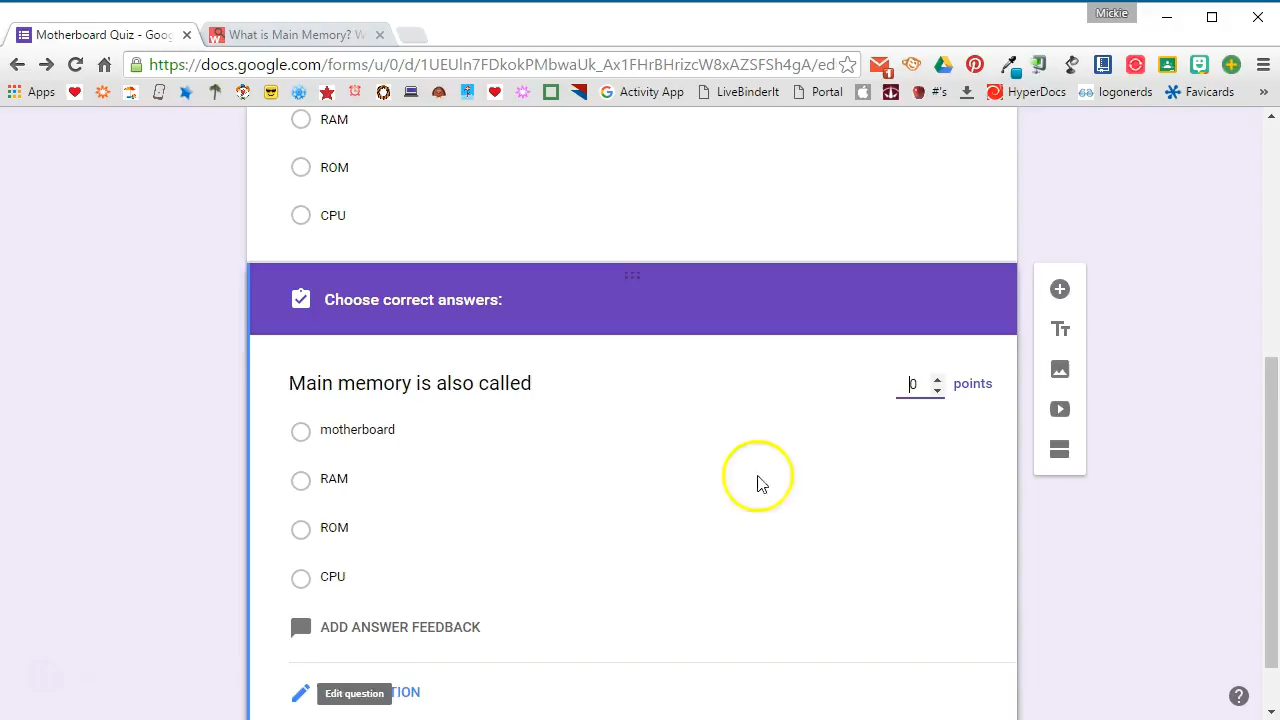 Mickie
Motherboard Quiz - Goog
What is Main Memory? W
https://docs.google.com/forms/u/0/d/1UEUln7FDkokPMbwaUk_Ax1FHrBHrizcW8xAZSFSh4gA/ed
1
Apps
Activity App
LiveBinderIt
Portal
#'s
HyperDocs
logonerds
Favicards
»
RAM
ROM
CPU
Choose correct answers:
Main memory is also called
0 points
motherboard
RAM
ROM
CPU
ADD ANSWER FEEDBACK
Edit question
TION